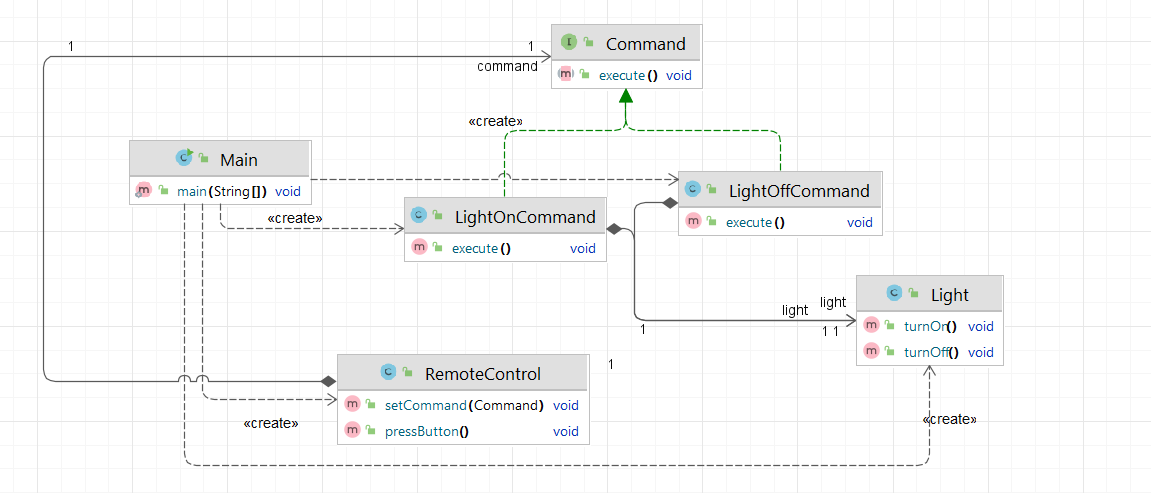 Command
execute() void
1
1
command
«create»
Main
main(String[]) void
«create»
LightOnCommand
execute() void
LightOffCommand
execute() void
Light
turnOn() void
turnOff() void
light
light
1
1 1
1
RemoteControl
setCommand(Command) void
pressButton() void
«create»
«create»